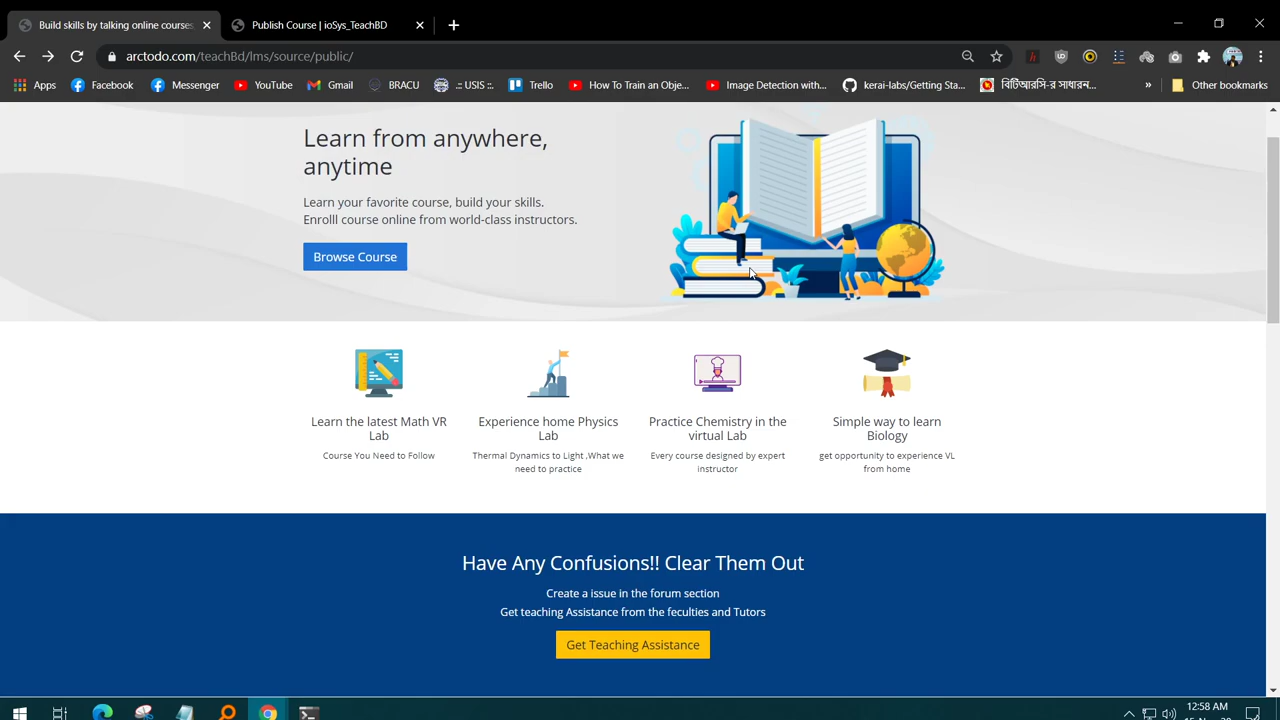 Build skills by talking online courses
Publish Course | ioSys_TeachBD
arctodo.com/teachBd/lms/source/public/
Apps
Facebook
Messenger
YouTube
Gmail
BRACU
:: USIS ::.
Trello
How To Train an Obje...
Image Detection with...
kerai-labs/Getting Sta...
বিটিআরসি-র সাধারন...
»
Other bookmarks
Learn from anywhere,
anytime
Learn your favorite course, build your skills.
Enrolll course online from world-class instructors.
Browse Course
Learn the latest Math VR
Lab
Course You Need to Follow
Experience home Physics
Lab
Thermal Dynamics to Light ,What we
need to practice
Practice Chemistry in the
virtual Lab
Every course designed by expert
instructor
Simple way to learn
Biology
get opportunity to experience VL
from home
Have Any Confusions!! Clear Them Out
Create a issue in the forum section
Get teaching Assistance from the feculties and Tutors
Get Teaching Assistance
12:58 AM